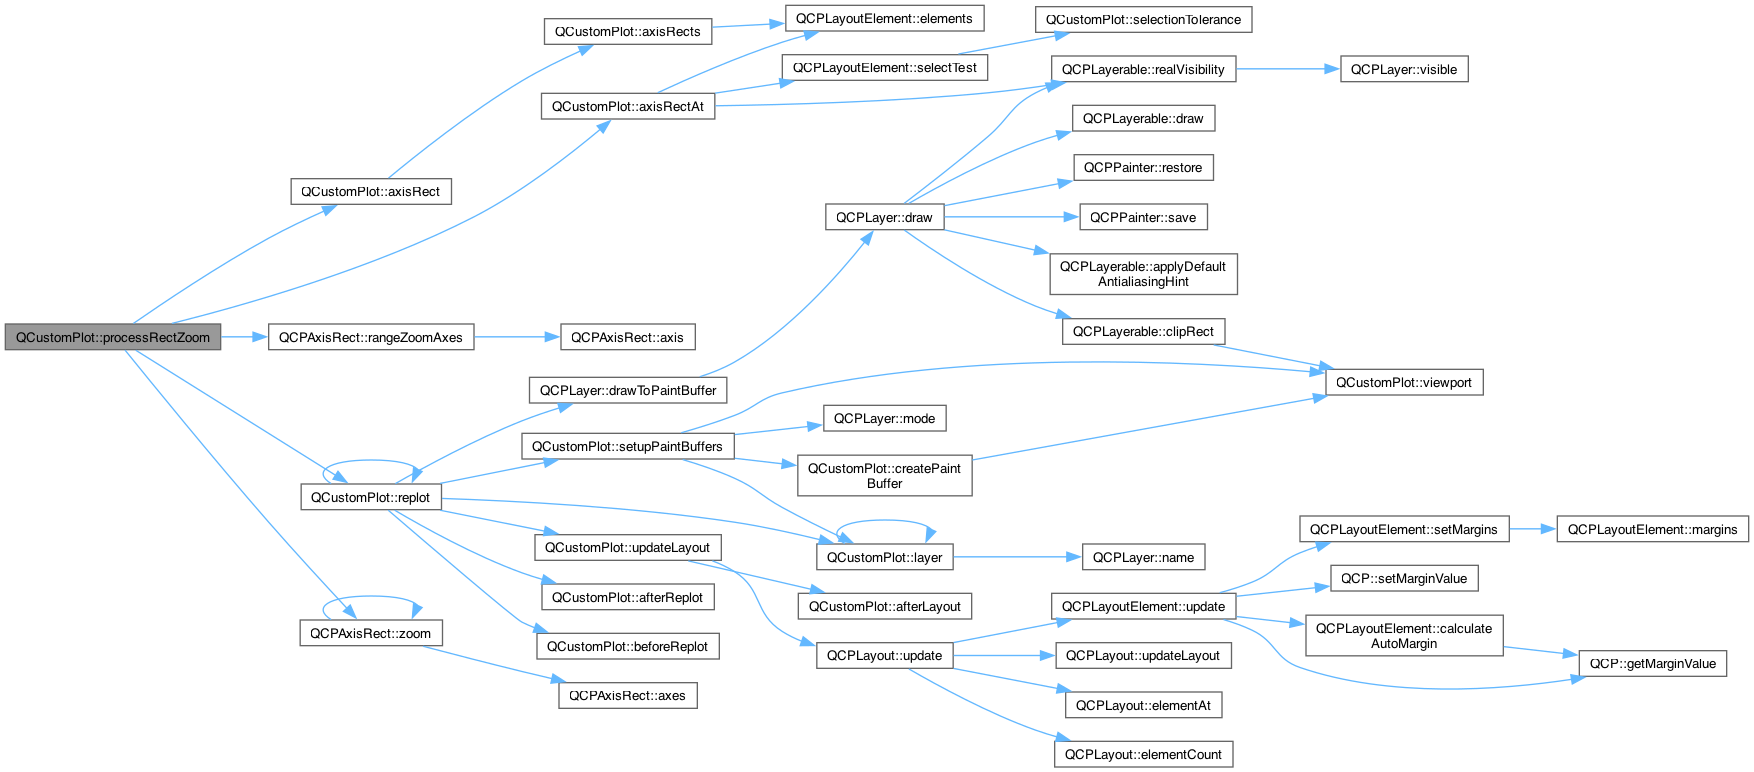 QCustomPlot::processRectZoom
QCustomPlot::axisRect
QCustomPlot::axisRects
QCPLayoutElement::elements
QCustomPlot::axisRectAt
QCPLayoutElement::selectTest
QCustomPlot::selectionTolerance
QCPLayerable::realVisibility
QCPLayer::visible
QCPAxisRect::rangeZoomAxes
QCPAxisRect::axis
QCustomPlot::replot
QCPLayer::drawToPaintBuffer
QCPLayer::draw
QCPLayerable::draw
QCPPainter::restore
QCPPainter::save
QCPLayerable::applyDefault
AntialiasingHint
QCPLayerable::clipRect
QCustomPlot::viewport
QCustomPlot::setupPaintBuffers
QCPLayer::mode
QCustomPlot::createPaint
Buffer
QCustomPlot::layer
QCPLayer::name
QCustomPlot::updateLayout
QCustomPlot::afterLayout
QCPLayout::update
QCPLayoutElement::update
QCPLayoutElement::setMargins
QCPLayoutElement::margins
QCP::setMarginValue
QCPLayoutElement::calculate
AutoMargin
QCP::getMarginValue
QCPLayout::updateLayout
QCPLayout::elementAt
QCPLayout::elementCount
QCustomPlot::afterReplot
QCustomPlot::beforeReplot
QCPAxisRect::zoom
QCPAxisRect::axes